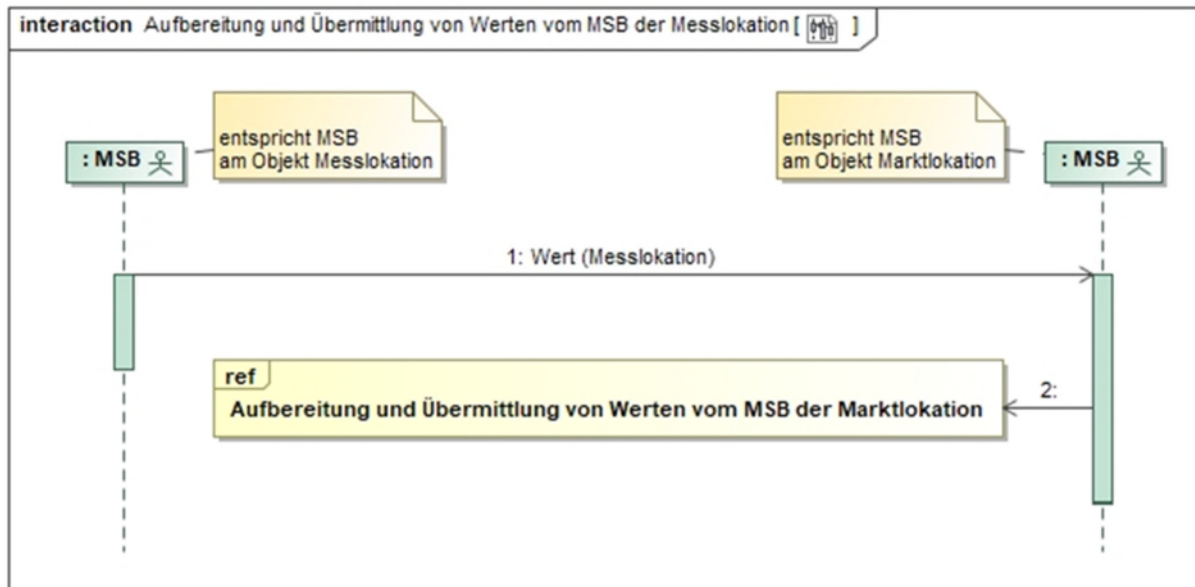 interaction Aufbereitung und Übermittlung von Werten vom MSB der Messlokation [ ]
entspricht MSB
am Objekt Messlokation
entspricht MSB
am Objekt Marktlokation
: MSB
: MSB
1: Wert (Messlokation)
ref
Aufbereitung und Übermittlung von Werten vom MSB der Marktlokation
2: